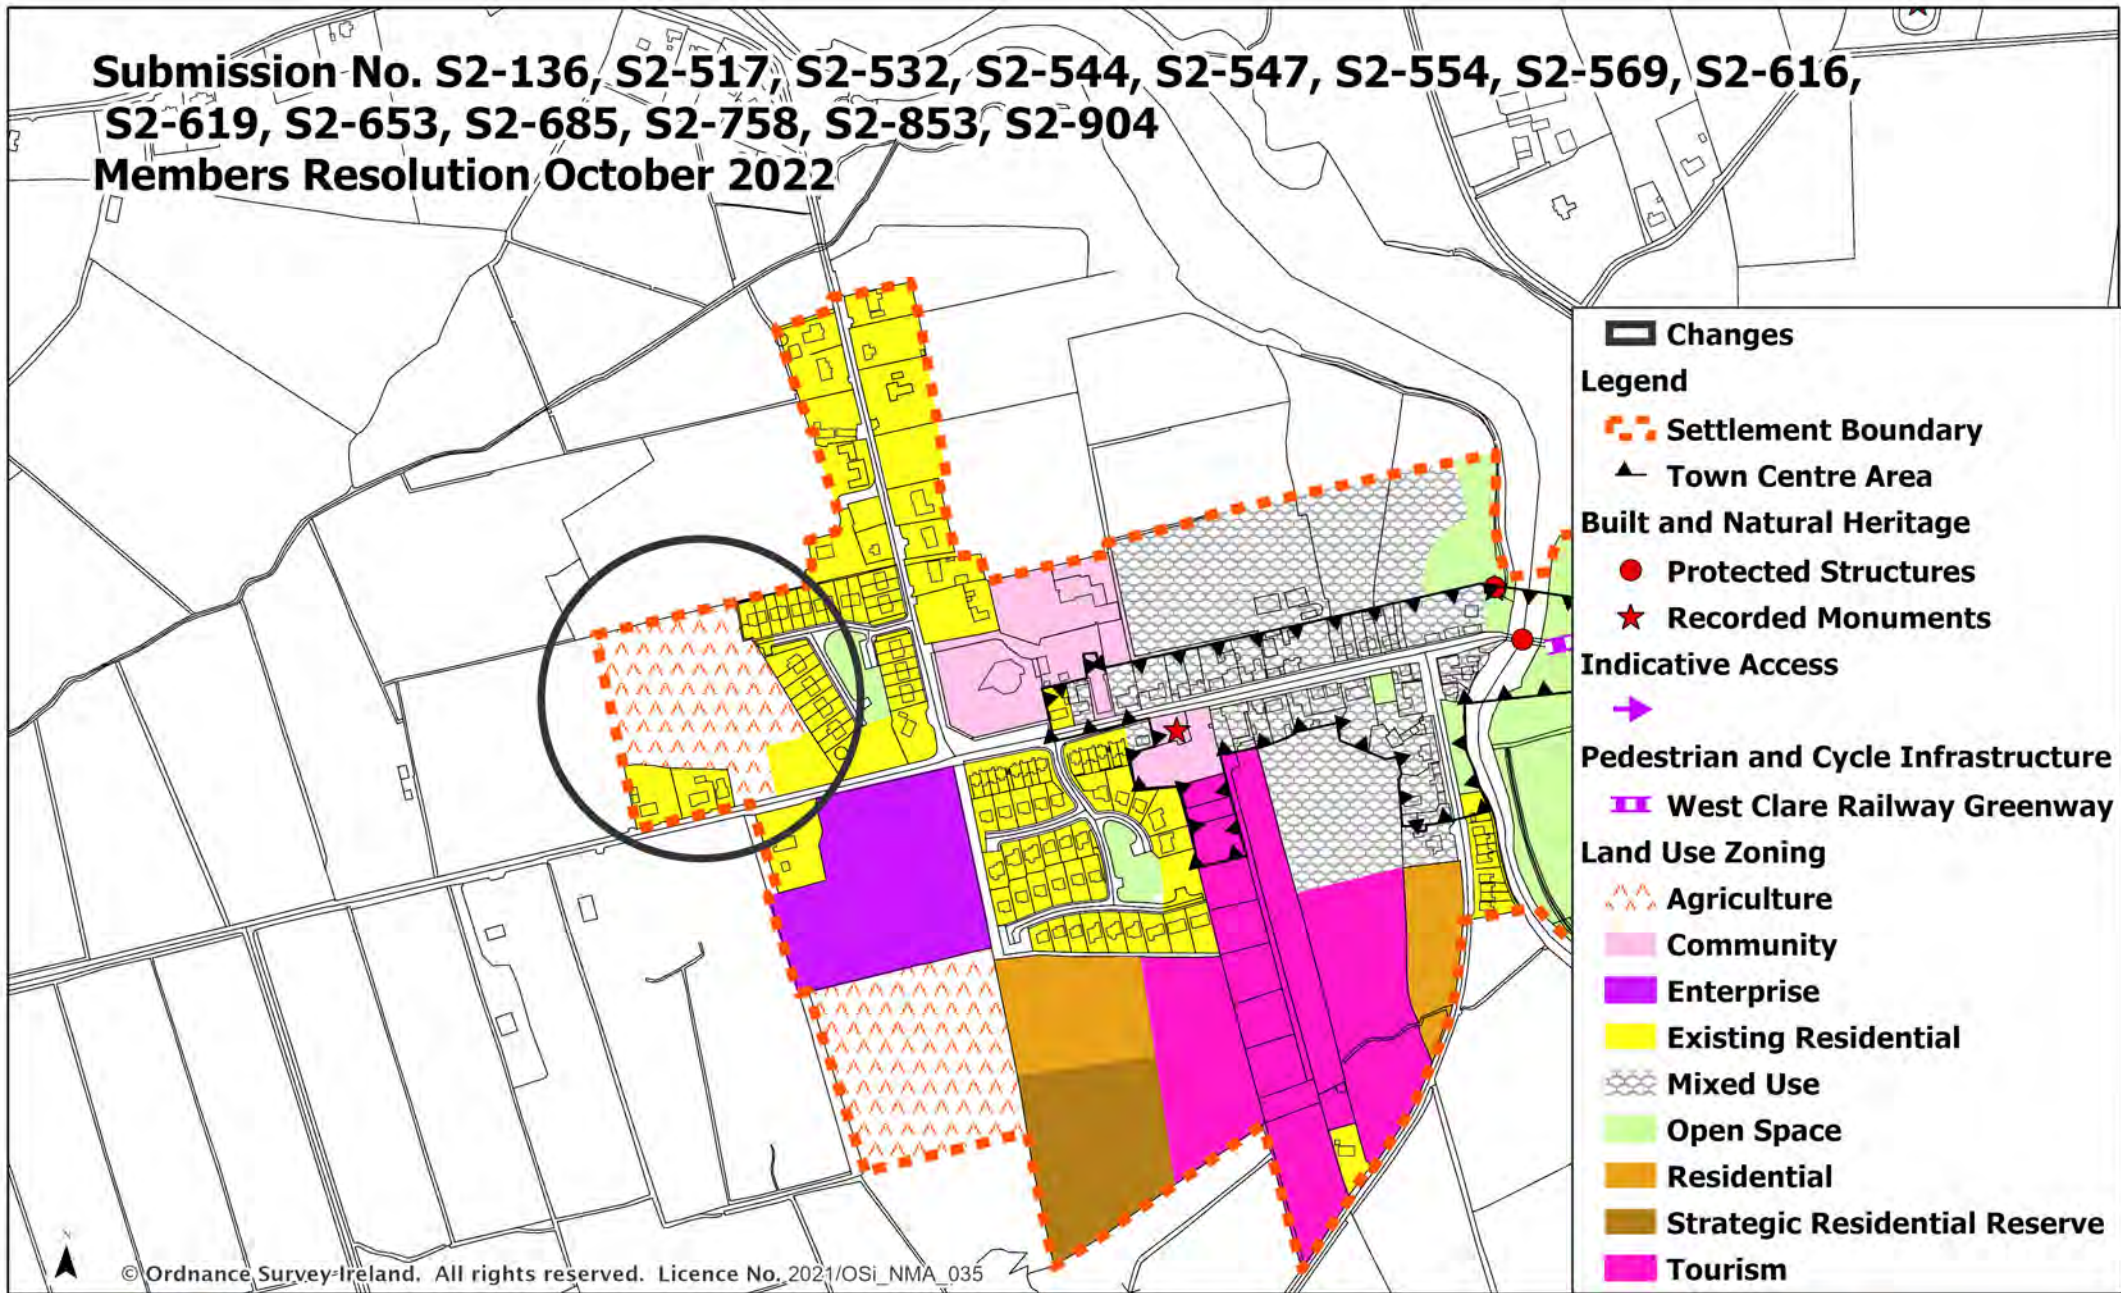 Submission No. S2-136, S2-517, S2-532, S2-544, S2-547, S2-554, S2-569, S2-616,
S2-619, S2-653, S2-685, S2-758, S2-853, S2-904
Members Resolution October 2022
Changes
Legend
Settlement Boundary
Town Centre Area
Built and Natural Heritage
Protected Structures
Recorded Monuments
Indicative Access
Pedestrian and Cycle Infrastructure
West Clare Railway Greenway
Land Use Zoning
Agriculture
Community
Enterprise
Existing Residential
Mixed Use
Open Space
Residential
Strategic Residential Reserve
Tourism
N
© Ordnance Survey Ireland. All rights reserved. Licence No. 2021/OSi_NMA_035